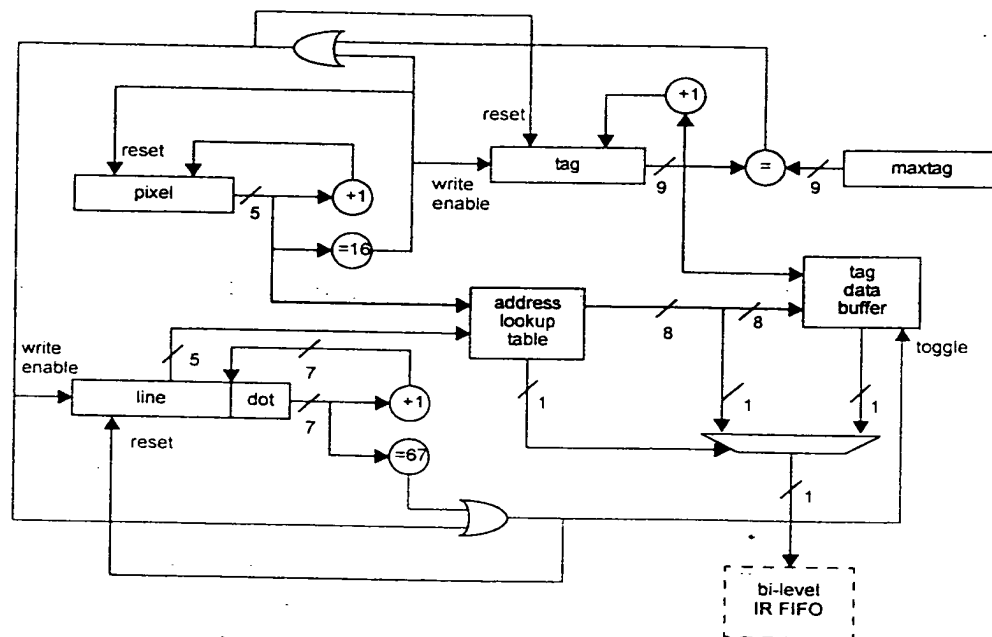 reset
+1
reset
tag
=
maxtag
9
9
write
enable
pixel
+1
5
=16
address
lookup
table
8
8
tag
data
buffer
toggle
write
enable
5
7
line
dot
+1
7
reset
=67
1
1
1
1
bi-level
IR FIFO